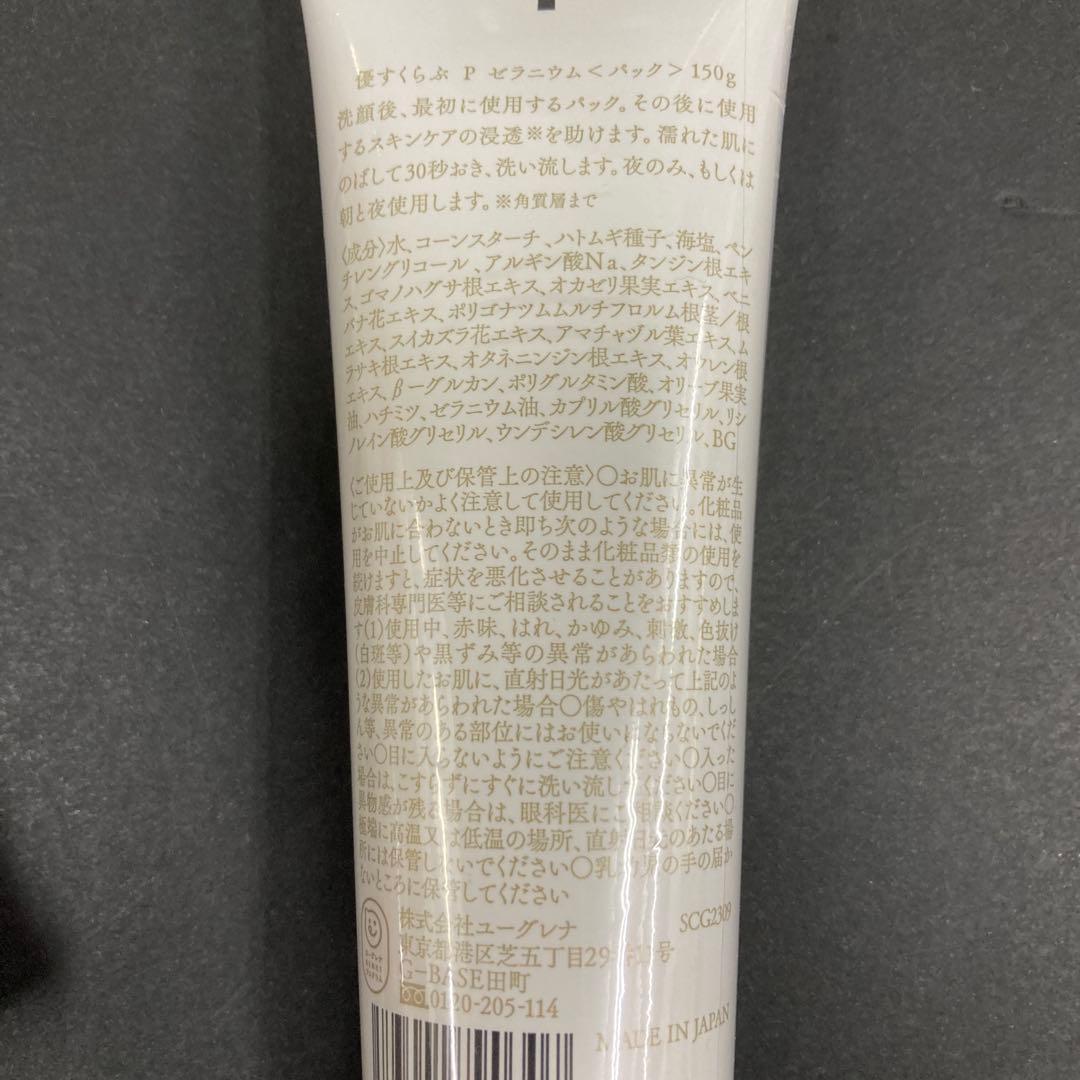 優すくらぶ P ゼラニウム<パック>150g
洗顔後、最初に使用するパック。その後に使用
するスキンケアの浸透※を助けます。濡れた肌に
のばして30秒おき、洗い流します。夜のみ、もしくは
朝と夜使用します。※角質層まで
〈成分〉水、コーンスターチ、ハトムギ種子、海塩、ペン
チレングリコール、アルギン酸Na、タンジン根エキ
ス、ゴマノハグサ根エキス、オカゼリ果実エキス、ベニ
バナ花エキス、ポリゴナツムムルチフロルム根茎/根
エキス、スイカズラ花エキス、アマチャヅル葉エキス、ム
ラサキ根エキス、オタネニンジン根エキス、オウレン根
エキス、βーグルカン、ポリグルタミン酸、オリーブ果実
油、ハチミツ、ゼラニウム油、カプリル酸グリセリル、リシ
ノレイン酸グリセリル、ウンデシレン酸グリセリル、BG
〈ご使用上及び保管上の注意〉〇お肌に異常が生
じていないかよく注意して使用してください。化粧品
がお肌に合わないとき即ち次のような場合には、使
用を中止してください。そのまま化粧品類の使用を
続けますと、症状を悪化させることがありますので、
皮膚科専門医等にご相談されることをおすすめしま
す(1)使用中、赤味、はれ、かゆみ、刺激、色抜け
(白斑等)や黒ずみ等の異常があらわれた場合
(2)使用したお肌に、直射日光があたって上記のよ
うな異常があらわれた場合〇傷やはれもの、しっし
ん等、異常のある部位にはお使いにならないでくだ
さい〇目に入らないようにご注意ください〇入った
場合は、こすらずにすぐに洗い流してください〇目に
異物感が残る場合は、眼科医にご相談ください〇
極端に高温又は低温の場所、直射日光のあたる場
所には保管しないでください〇乳幼児の手の届か
ないところに保管してください
株式会社ユーグレナ
東京都港区芝五丁目29番11号
G-BASE田町
0120-205-114
SCG2309
MADE IN JAPAN